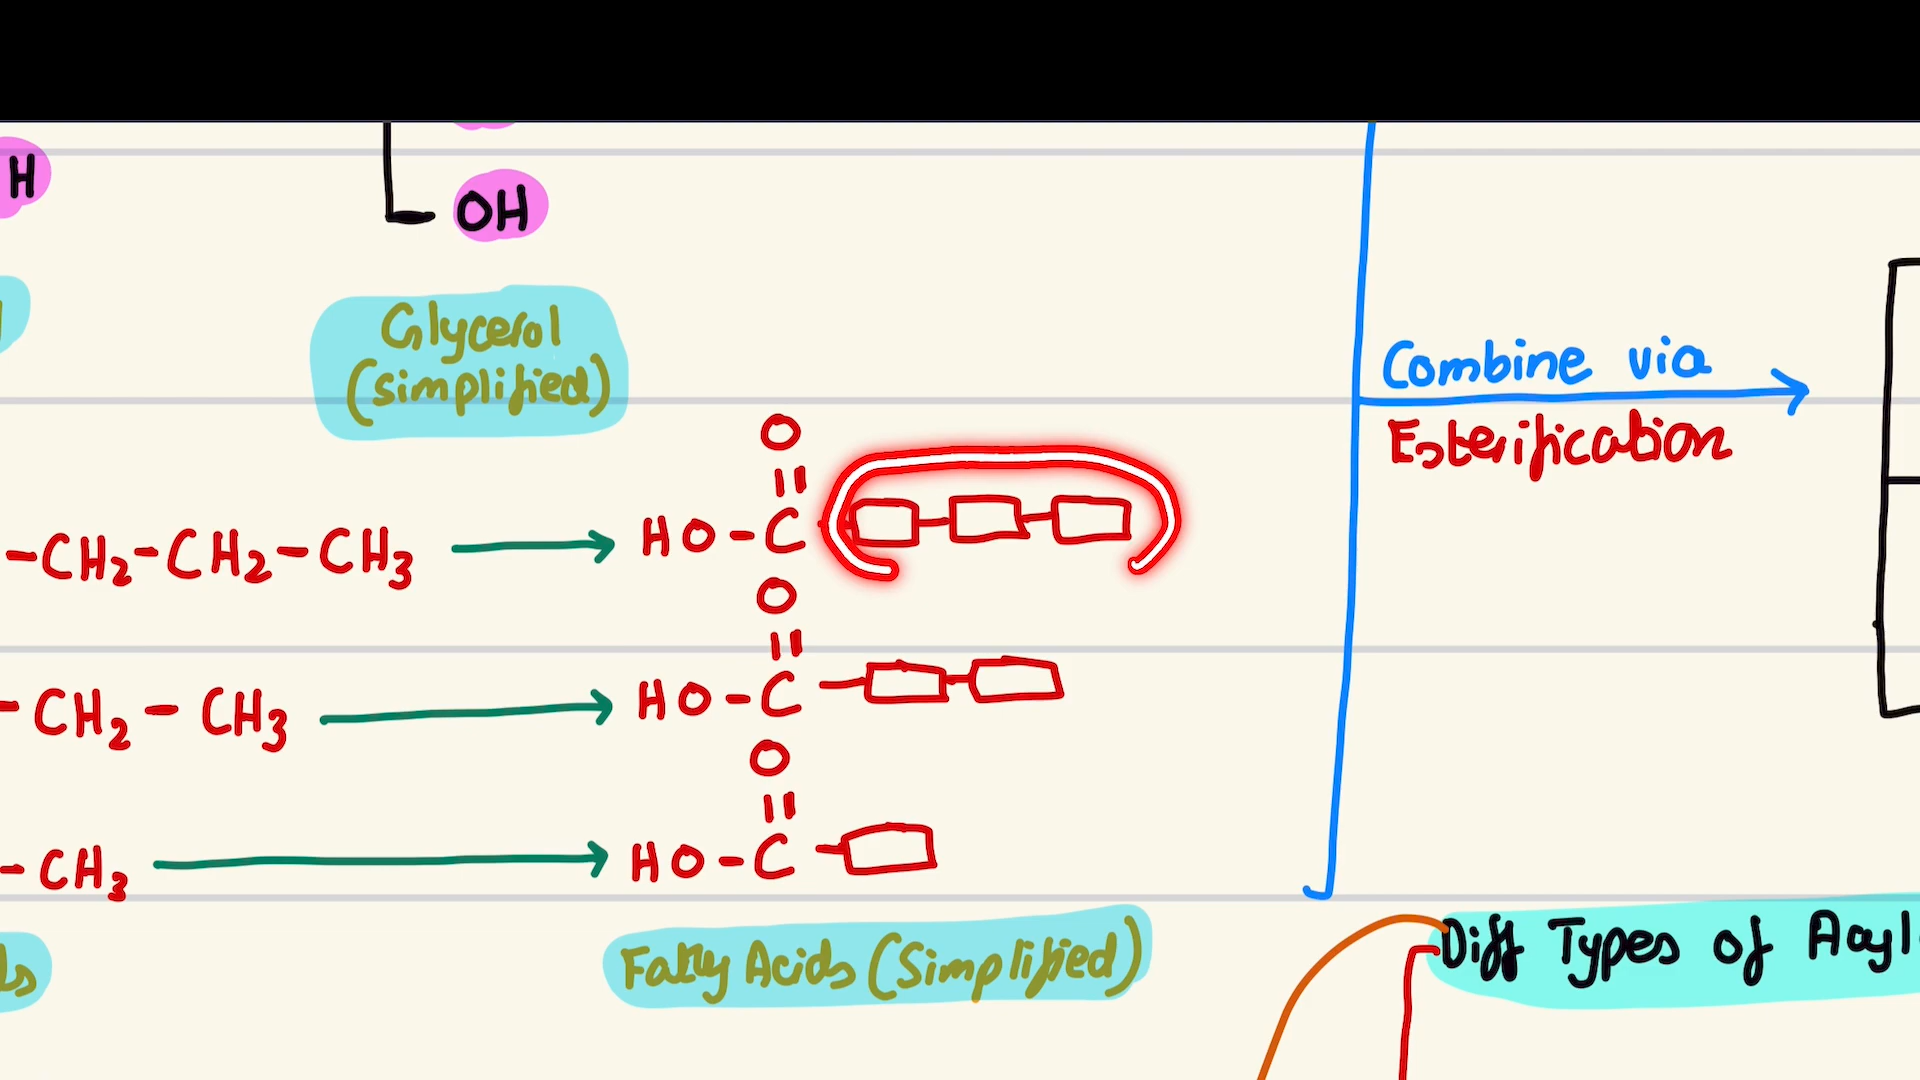 H
OH
Glycerol
(simplified)
Combine via
Esterification
O
||
-CH2-CH2-CH3 HO-C
O
||
-CH2-CH3 HO-C
O
||
-CH3 HO-C
Fatty Acids (Simplified)
Diff Types of Acyl